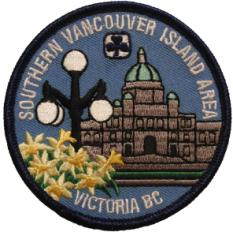 SOUTHERN VANCOUVER ISLAND AREA
VICTORIA BC